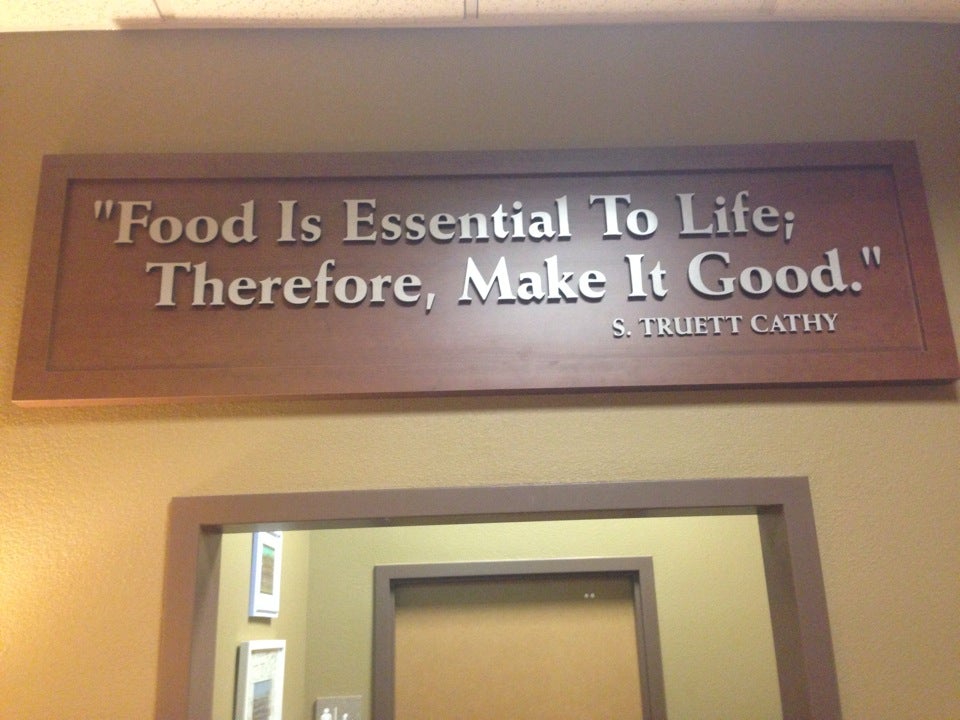 "Food Is Essential To Life;
Therefore, Make It Good."
S. TRUETT CATHY